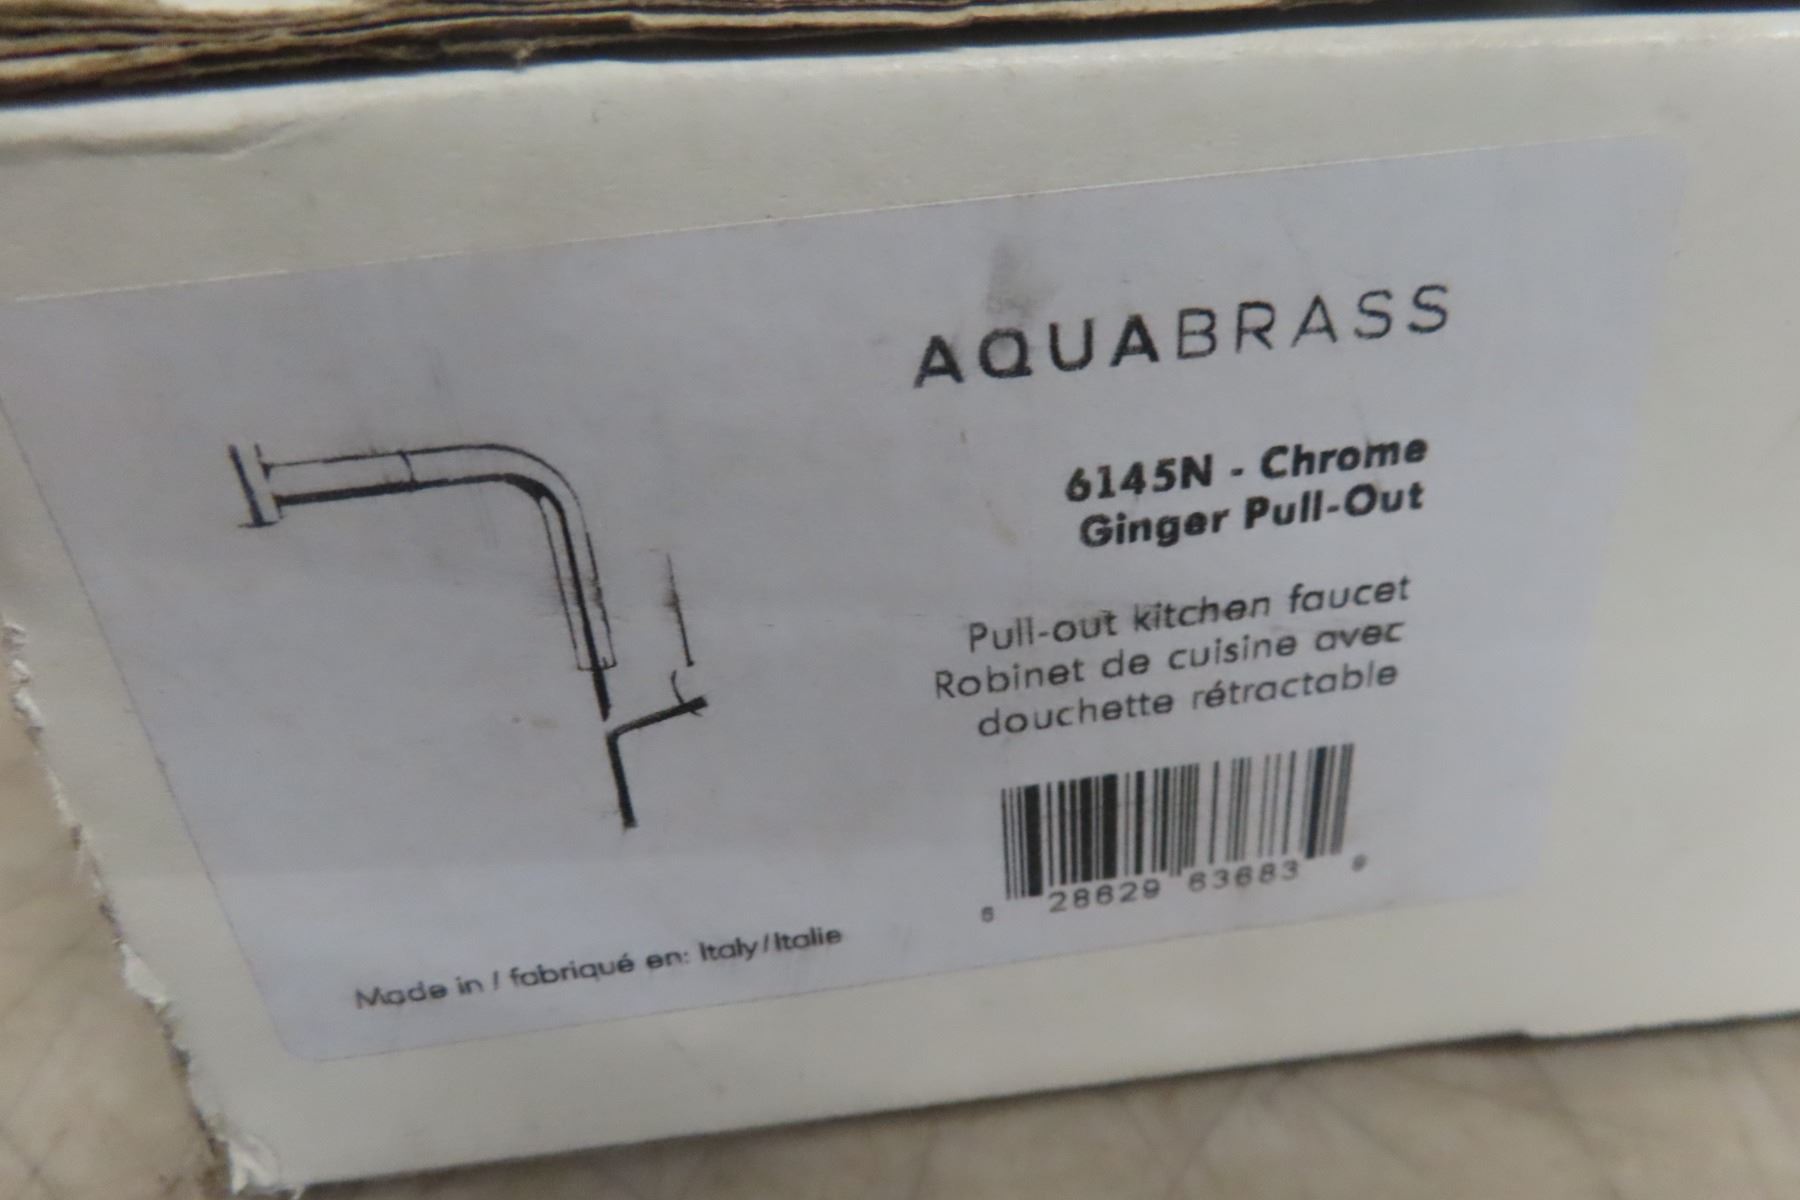 AQUABRASS
6145N - Chrome
Ginger Pull-Out
Pull-out kitchen faucet
Robinet de cuisine avec
douchette rétractable
6 28629 63683 9
Made in / fabriqué en: Italy/Italie